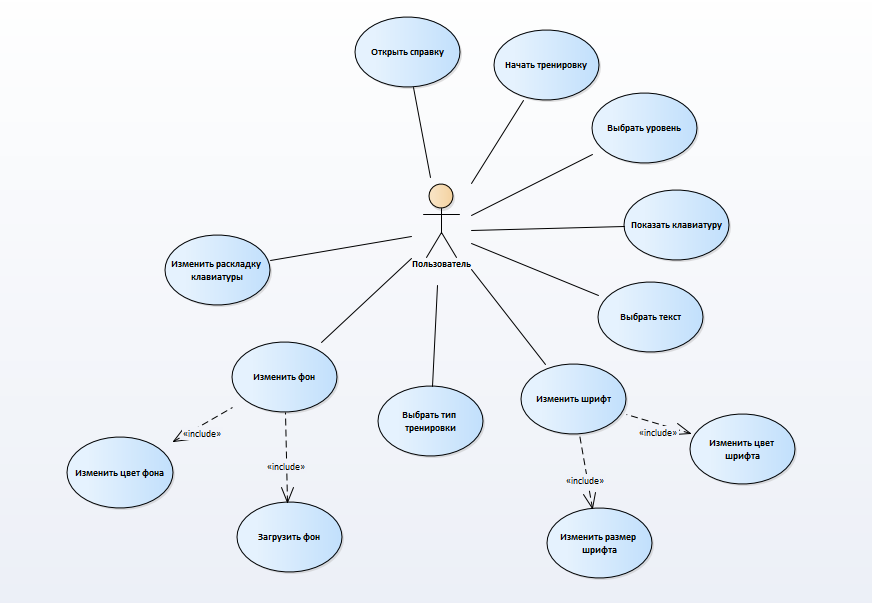 Открыть справку
Начать тренировку
Выбрать уровень
Показать клавиатуру
Изменить раскладку
клавиатуры
Пользователь
Выбрать текст
Изменить фон
Изменить шрифт
Выбрать тип
тренировки
«include»
«include»
Изменить цвет
шрифта
Изменить цвет фона
«include»
«include»
Загрузить фон
Изменить размер
шрифта